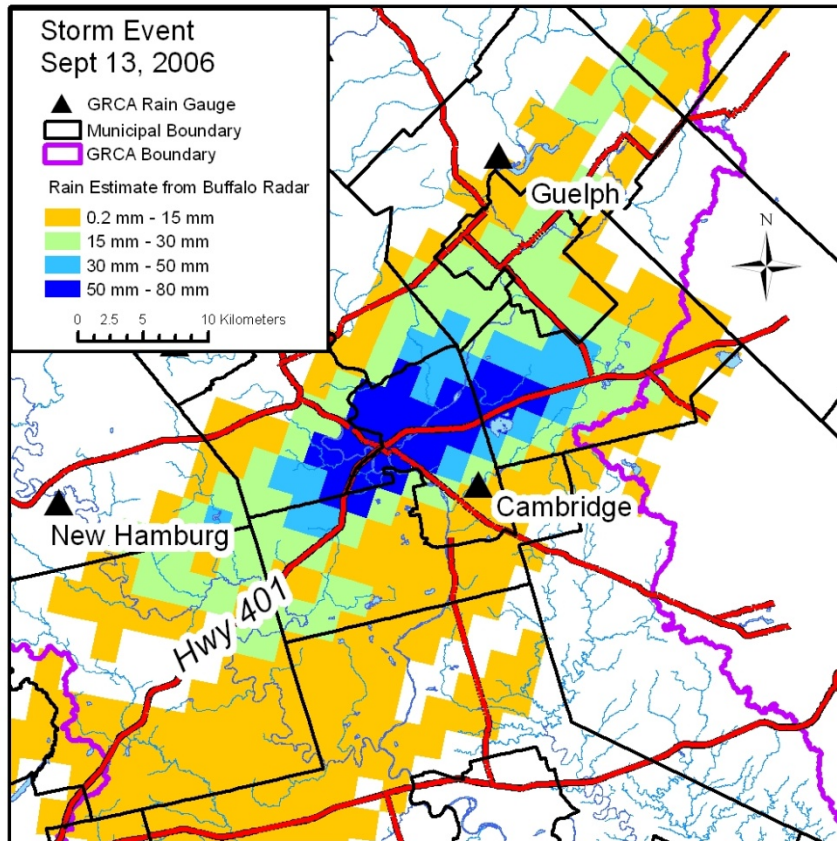 Storm Event
Sept 13, 2006
GRCA Rain Gauge
Municipal Boundary
GRCA Boundary
Rain Estimate from Buffalo Radar
0.2 mm - 15 mm
15 mm - 30 mm
30 mm - 50 mm
50 mm - 80 mm
0 2.5 5 10 Kilometers
Guelph
N
Cambridge
New Hamburg
Hwy 401